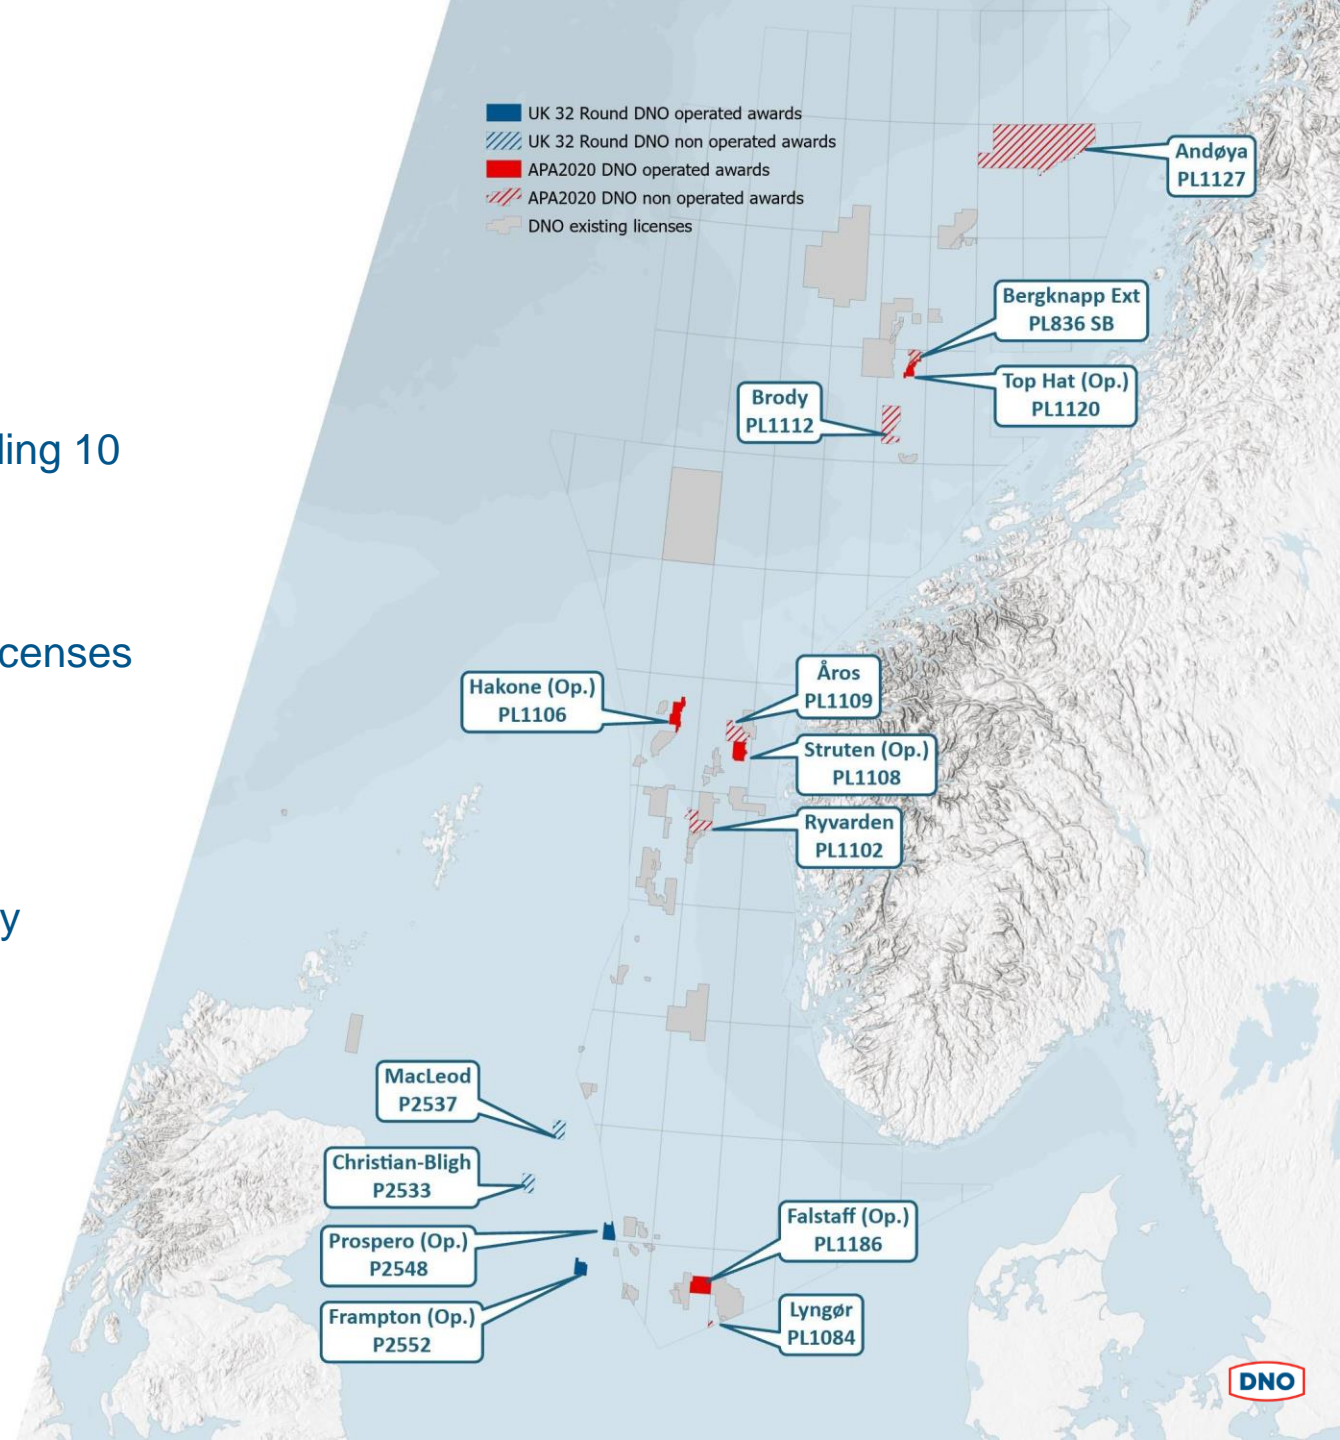 UK 32 Round DNO operated awards
UK 32 Round DNO non operated awards
APA2020 DNO operated awards
APA2020 DNO non operated awards
DNO existing licenses
Andøya
PL1127
Bergknapp Ext
PL836 SB
Top Hat (Op.)
PL1120
Brody
PL1112
ling 10
censes
y
Hakone (Op.)
PL1106
Åros
PL1109
Struten (Op.)
PL1108
Ryvarden
PL1102
MacLeod
P2537
Christian-Bligh
P2533
Prospero (Op.)
P2548
Frampton (Op.)
P2552
Falstaff (Op.)
PL1186
Lyngør
PL1084
DNO